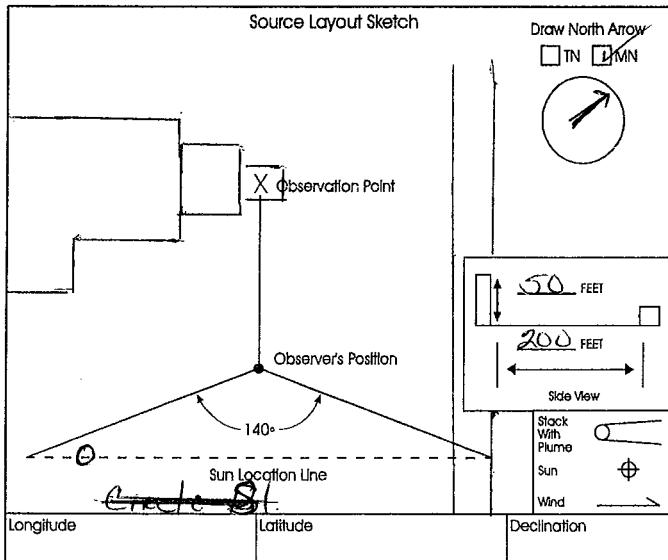 Source Layout Sketch
Draw North Arrow
TN MN
X Observation Point
50 FEET
200 FEET
Side View
Observer's Position
140°
Sun Location Line
Stack
With
Plume
Sun
Wind
Longitude Latitude Declination